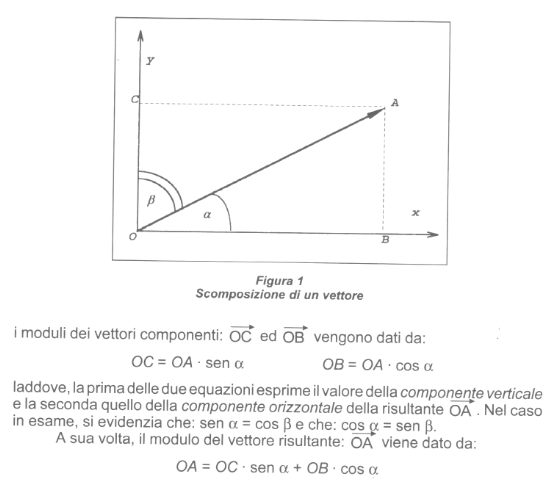 y
C
A
β
α
x
O
B
Figura 1
Scomposizione di un vettore
i moduli dei vettori componenti: OC ed OB vengono dati da:
OC = OA · sen α OB = OA · cos α
laddove, la prima delle due equazioni esprime il valore della componente verticale
e la seconda quello della componente orizzontale della risultante OA . Nel caso
in esame, si evidenzia che: sen α = cos β e che: cos α = sen β.
A sua volta, il modulo del vettore risultante: OA viene dato da:
OA = OC · sen α + OB · cos α